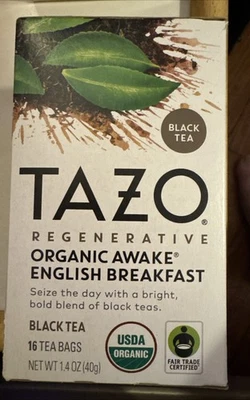 BLACK
TEA
TAZO®
REGENERATIVE
ORGANIC AWAKE®
ENGLISH BREAKFAST
Seize the day with a bright,
bold blend of black teas.
BLACK TEA
16 TEA BAGS
NET WT 1.4 OZ (40g)
USDA
ORGANIC
FAIR TRADE
CERTIFIED